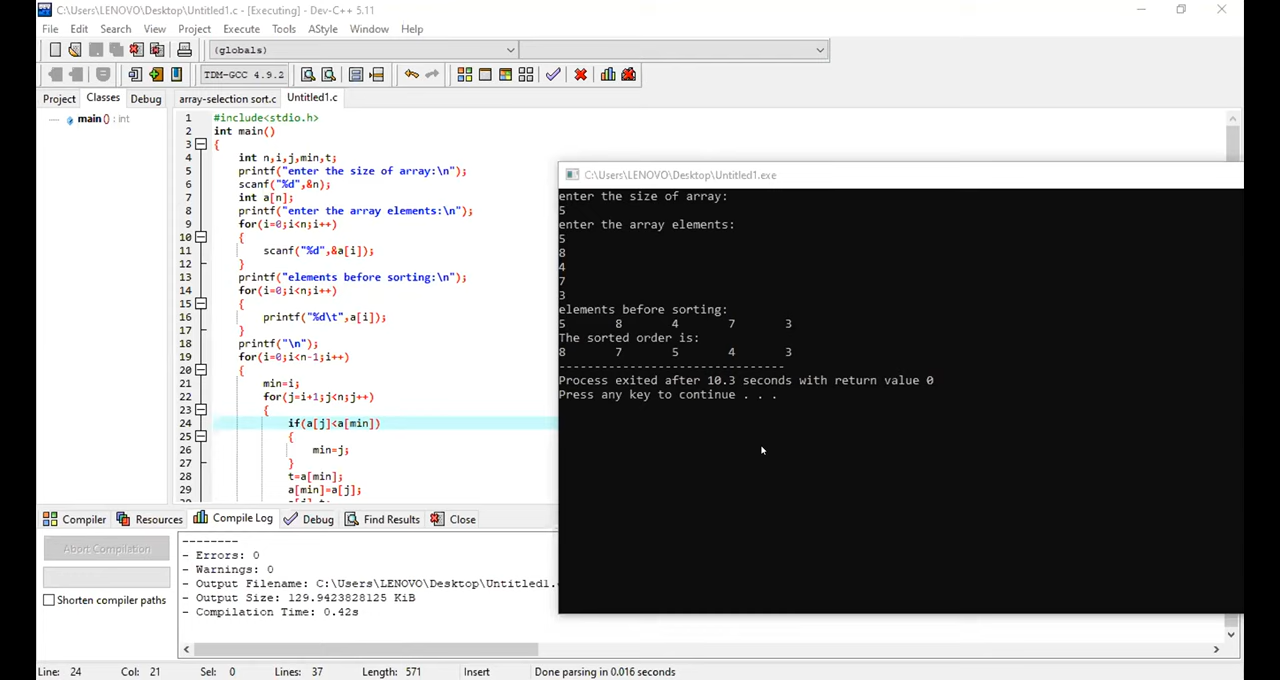 C:\Users\LENOVO\Desktop\Untitled1.c - [Executing] - Dev-C++ 5.11
File Edit Search View Project Execute Tools AStyle Window Help
(globals)
TDM-GCC 4.9.2
Project Classes Debug array-selection sort.c Untitled1.c
main() : int
1 #include<stdio.h>
2 int main()
3 {
4 int n,i,j,min,t;
5 printf("enter the size of array:\n");
6 scanf("%d",&n);
7 int a[n];
8 printf("enter the array elements:\n");
9 for(i=0;i<n;i++)
10 {
11 scanf("%d",&a[i]);
12 }
13 printf("elements before sorting:\n");
14 for(i=0;i<n;i++)
15 {
16 printf("%d\t",a[i]);
17 }
18 printf("\n");
19 for(i=0;i<n-1;i++)
20 {
21 min=i;
22 for(j=i+1;j<n;j++)
23 {
24 if(a[j]<a[min])
25 {
26 min=j;
27 }
28 t=a[min];
29 a[min]=a[j];
C:\Users\LENOVO\Desktop\Untitled1.exe
enter the size of array:
5
enter the array elements:
5
8
4
7
3
elements before sorting:
5 8 4 7 3
The sorted order is:
8 7 5 4 3
--------------------------------
Process exited after 10.3 seconds with return value 0
Press any key to continue . . .
Compiler Resources Compile Log Debug Find Results Close
Abort Compilation
Shorten compiler paths
--------
- Errors: 0
- Warnings: 0
- Output Filename: C:\Users\LENOVO\Desktop\Untitled1.
- Output Size: 129.9423828125 KiB
- Compilation Time: 0.42s
Line: 24 Col: 21 Sel: 0 Lines: 37 Length: 571 Insert Done parsing in 0.016 seconds